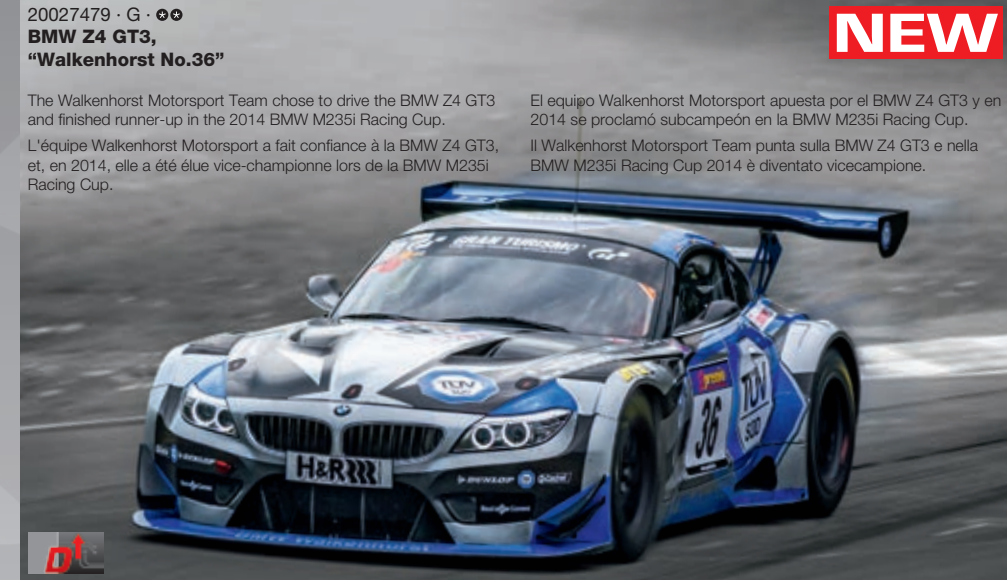 20027479 · G · ✪✪
BMW Z4 GT3,
“Walkenhorst No.36”
NEW
The Walkenhorst Motorsport Team chose to drive the BMW Z4 GT3
and finished runner-up in the 2014 BMW M235i Racing Cup.
L'équipe Walkenhorst Motorsport a fait confiance à la BMW Z4 GT3,
et, en 2014, elle a été élue vice-championne lors de la BMW M235i
Racing Cup.
El equipo Walkenhorst Motorsport apuesta por el BMW Z4 GT3 y en
2014 se proclamó subcampeón en la BMW M235i Racing Cup.
Il Walkenhorst Motorsport Team punta sulla BMW Z4 GT3 e nella
BMW M235i Racing Cup 2014 è diventato vicecampione.
GRAN TURISMO
TÜV
SÜD
36
TÜV
SÜD
H&R
DUNLOP
DUNLOP
Castrol
Walkenhorst
D